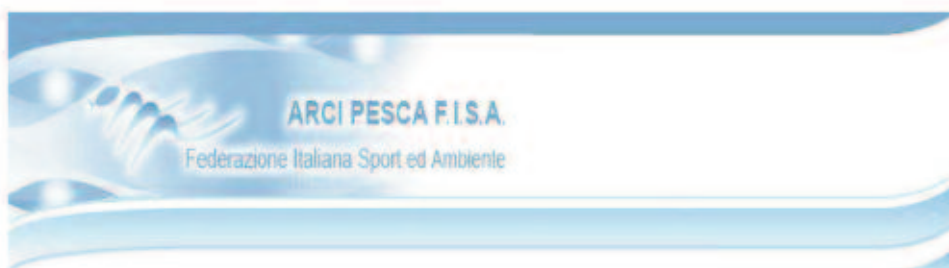 ARCI PESCA F.I.S.A.
Federazione Italiana Sport ed Ambiente